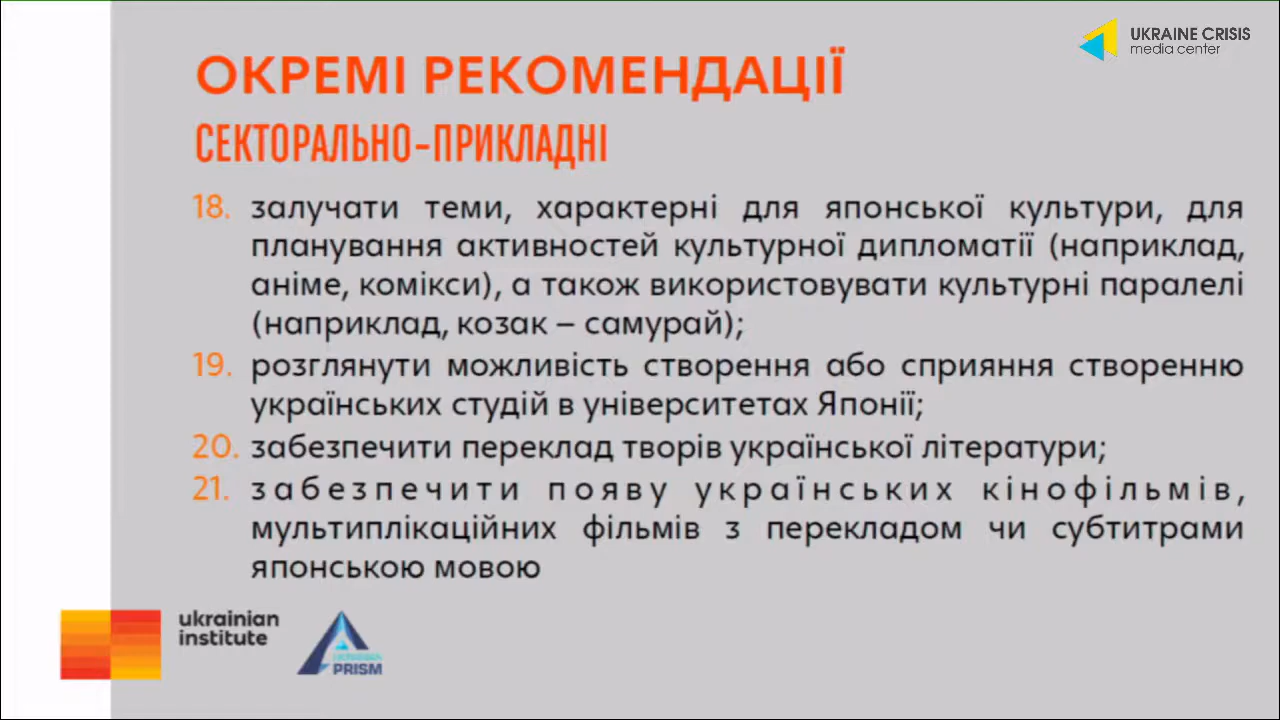 UKRAINE CRISIS
media center
ОКРЕМІ РЕКОМЕНДАЦІЇ
СЕКТОРАЛЬНО-ПРИКЛАДНІ
18. залучати теми, характерні для японської культури, для
планування активностей культурної дипломатії (наприклад,
аніме, комікси), а також використовувати культурні паралелі
(наприклад, козак – самурай);
19. розглянути можливість створення або сприяння створенню
українських студій в університетах Японії;
20. забезпечити переклад творів української літератури;
21. забезпечити появу українських кінофільмів,
мультиплікаційних фільмів з перекладом чи субтитрами
японською мовою
ukrainian
institute
UKRAINIAN
PRISM